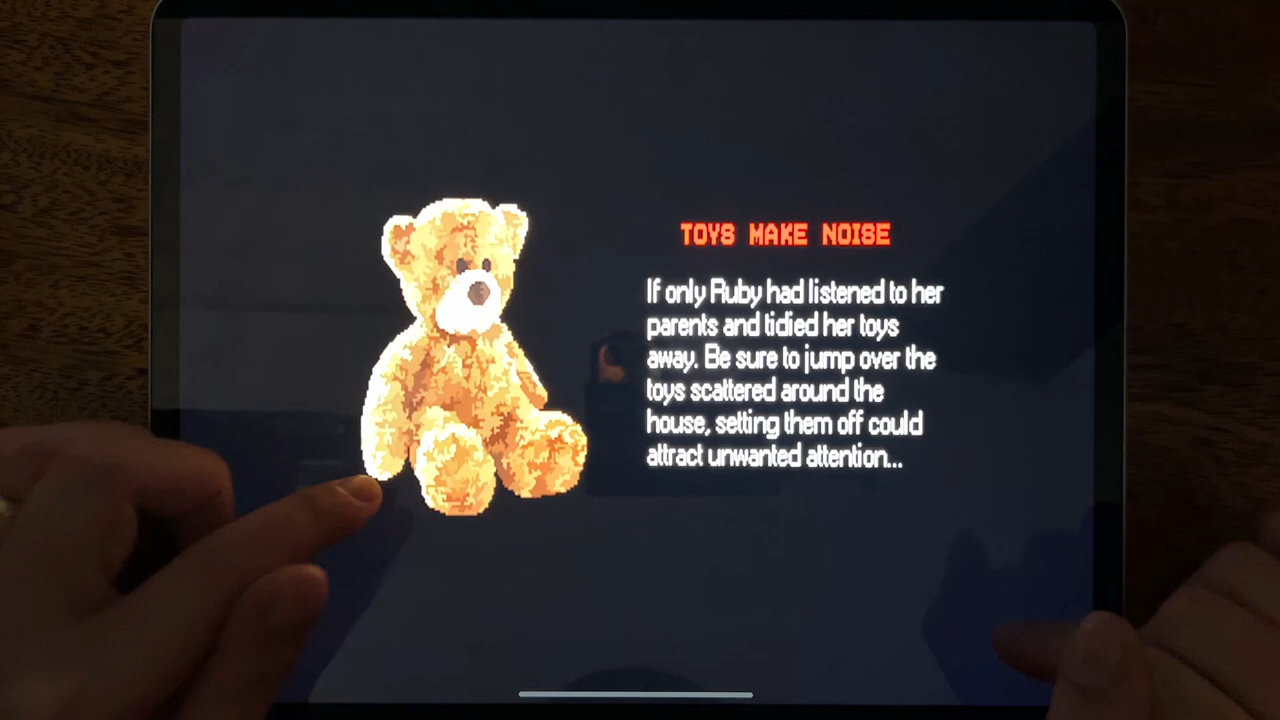 TOYS MAKE NOISE
If only Ruby had listened to her
parents and tidied her toys
away. Be sure to jump over the
toys scattered around the
house, setting them off could
attract unwanted attention...